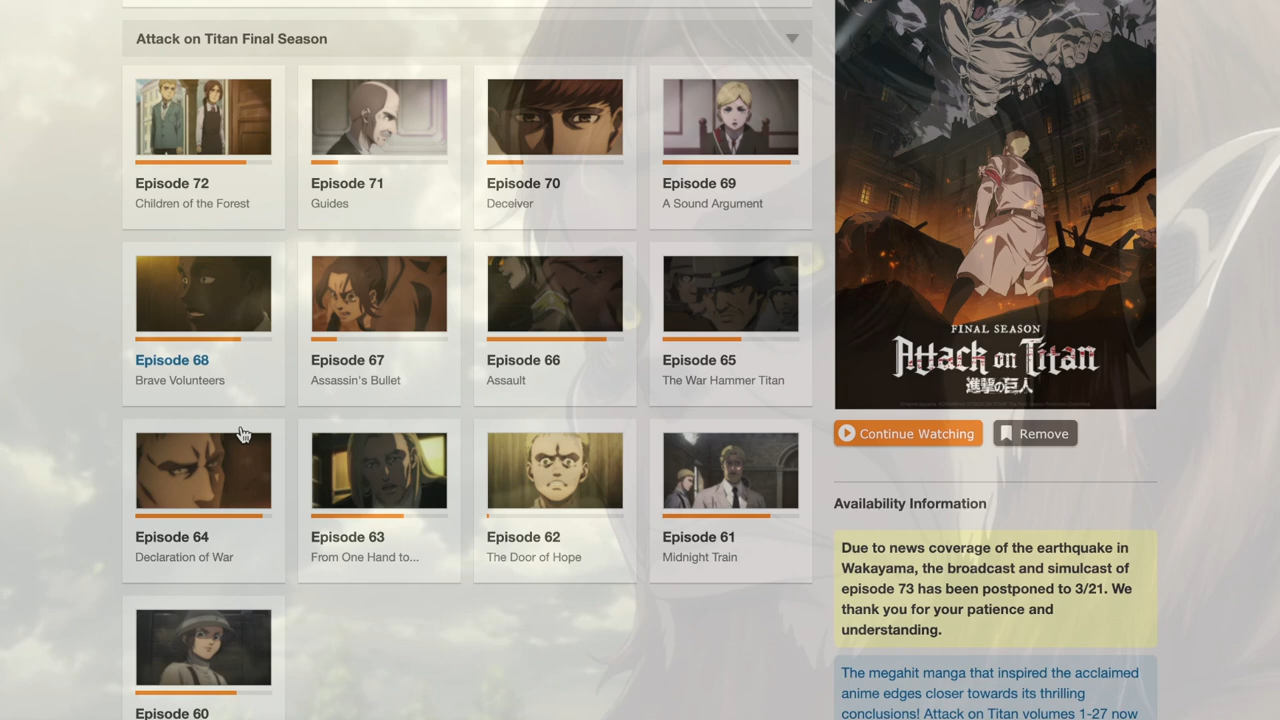 Attack on Titan Final Season
Episode 72
Children of the Forest
Episode 71
Guides
Episode 70
Deceiver
Episode 69
A Sound Argument
Episode 68
Brave Volunteers
Episode 67
Assassin's Bullet
Episode 66
Assault
Episode 65
The War Hammer Titan
Episode 64
Declaration of War
Episode 63
From One Hand to...
Episode 62
The Door of Hope
Episode 61
Midnight Train
Episode 60
FINAL SEASON
Attack on Titan
進撃の巨人
Continue Watching
Remove
Availability Information
Due to news coverage of the earthquake in
Wakayama, the broadcast and simulcast of
episode 73 has been postponed to 3/21. We
thank you for your patience and
understanding.
The megahit manga that inspired the acclaimed
anime edges closer towards its thrilling
conclusions! Attack on Titan volumes 1-27 now